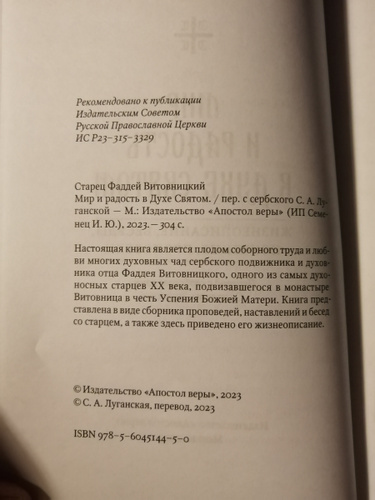 Рекомендовано к публикации
Издательским Советом
Русской Православной Церкви
ИС Р23–315–3329
Старец Фаддей Витовницкий
Мир и радость в Духе Святом. / пер. с сербского С. А. Лу-
ганской — М.: Издательство «Апостол веры» (ИП Семе-
нец И. Ю.), 2023. — 304 с.
Настоящая книга является плодом соборного труда и люб-
ви многих духовных чад сербского подвижника и духов-
ника отца Фаддея Витовницкого, одного из самых духо-
носных старцев XX века, подвизавшегося в монастыре
Витовница в честь Успения Божией Матери. Книга пред-
ставлена в виде сборника проповедей, наставлений и бесед
со старцем, а также здесь приведено его жизнеописание.
© Издательство «Апостол веры», 2023
© С. А. Луганская, перевод, 2023
ISBN 978-5-6045144-5-0